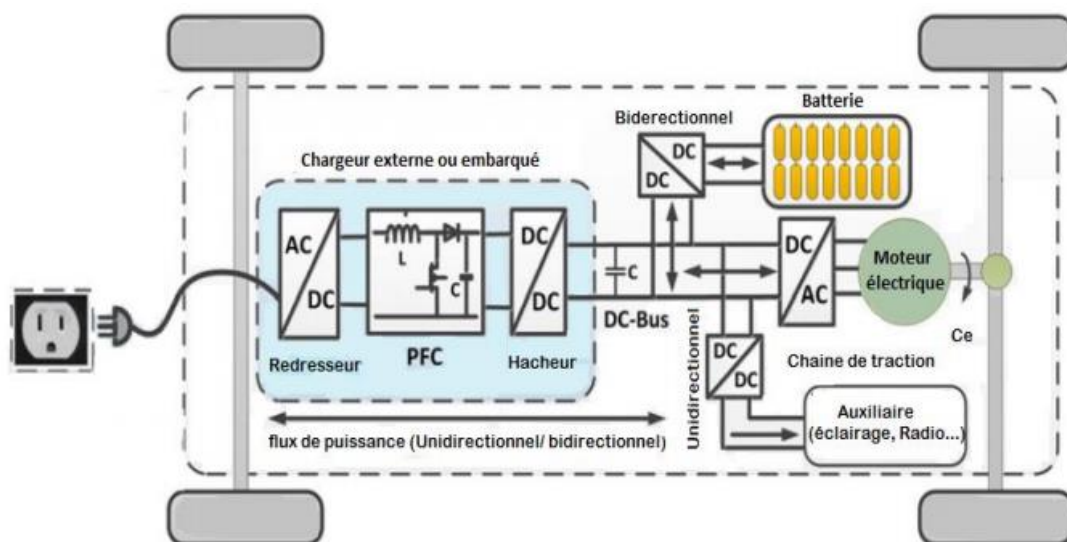 Batterie
Biderectionnel
DC
DC
Chargeur externe ou embarqué
AC
DC
L
C
DC
DC
C
DC
AC
Moteur
électrique
Redresseur
PFC
Hacheur
DC-Bus
Ce
Unidirectionnel
DC
DC
Chaine de traction
flux de puissance (Unidirectionnel/ bidirectionnel)
Auxiliaire
(éclairage, Radio...)